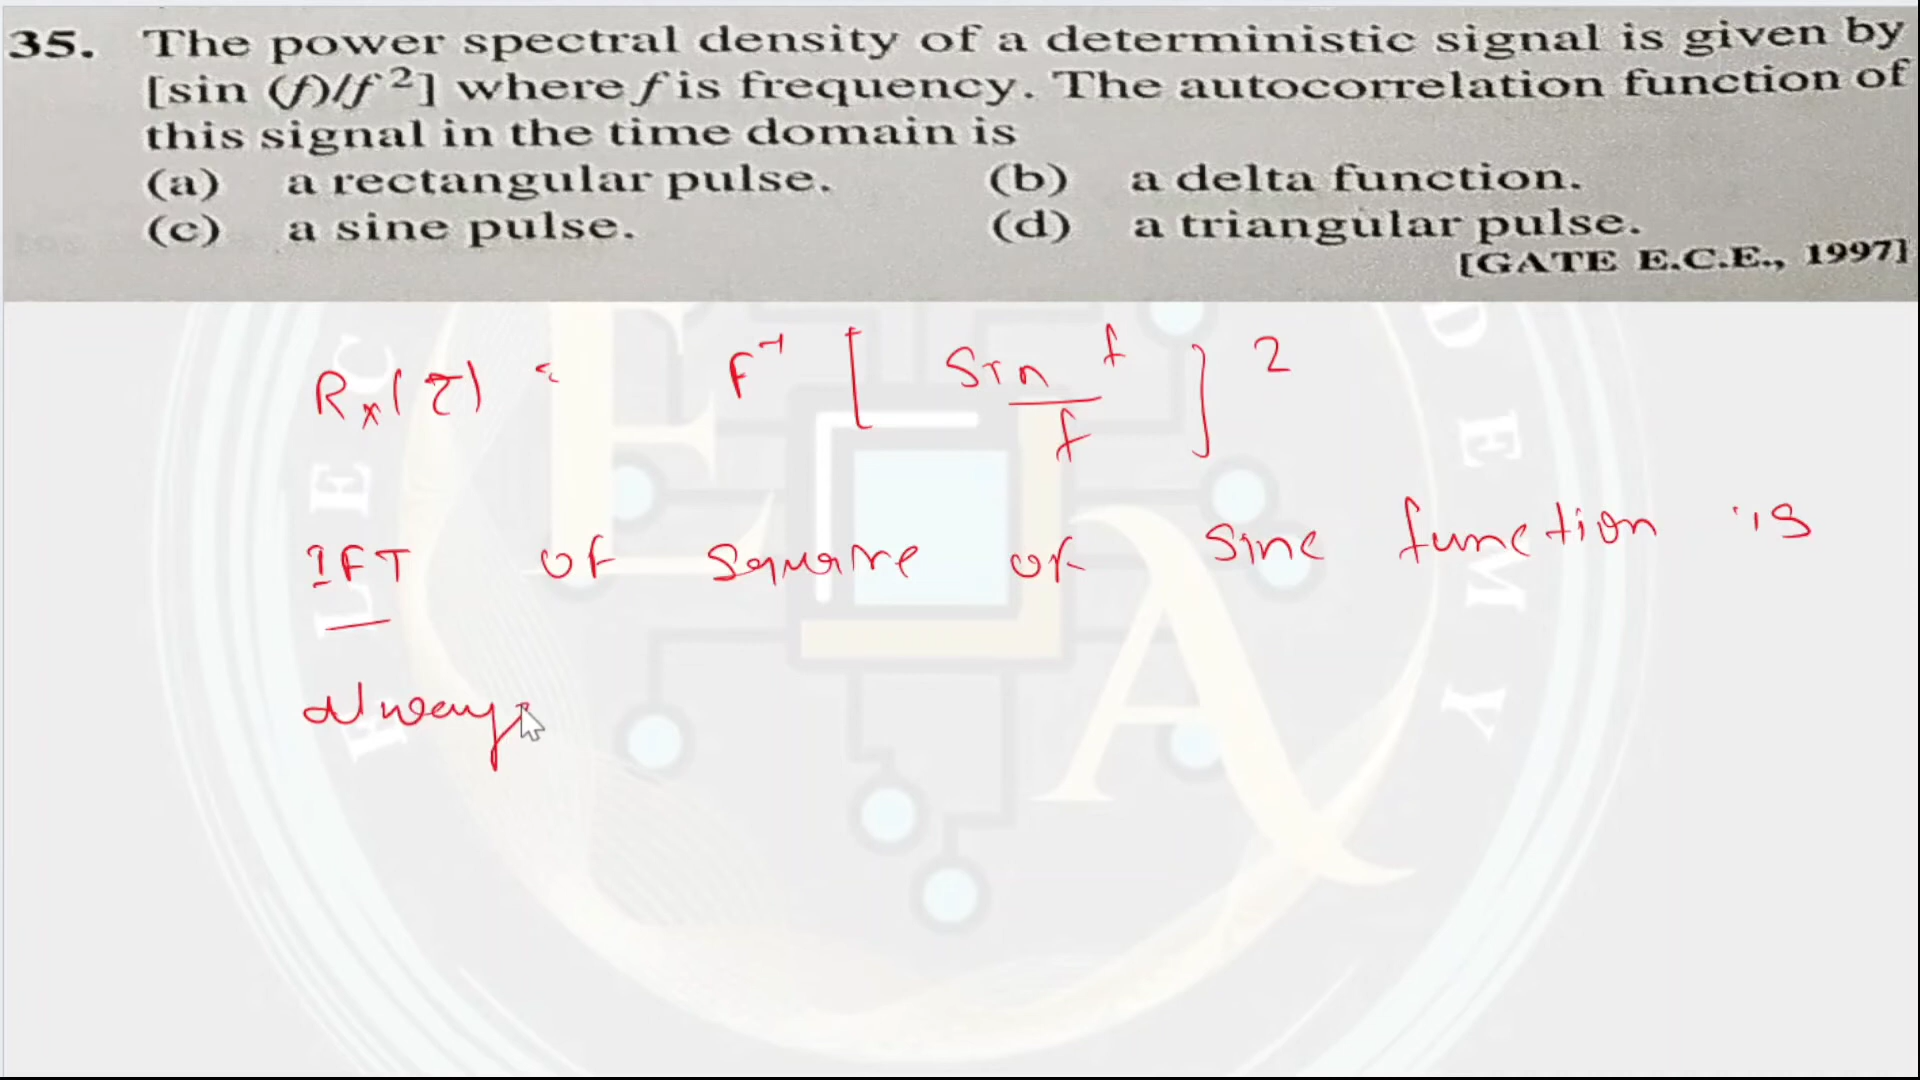 35. The power spectral density of a deterministic signal is given by
[sin (f)/f ²] where f is frequency. The autocorrelation function of
this signal in the time domain is
(a) a rectangular pulse. (b) a delta function.
(c) a sine pulse. (d) a triangular pulse.
[GATE E.C.E., 1997]
Rx(τ) = F⁻¹ [ Sin f / f ] 2
IFT of square of Sinc function is
always